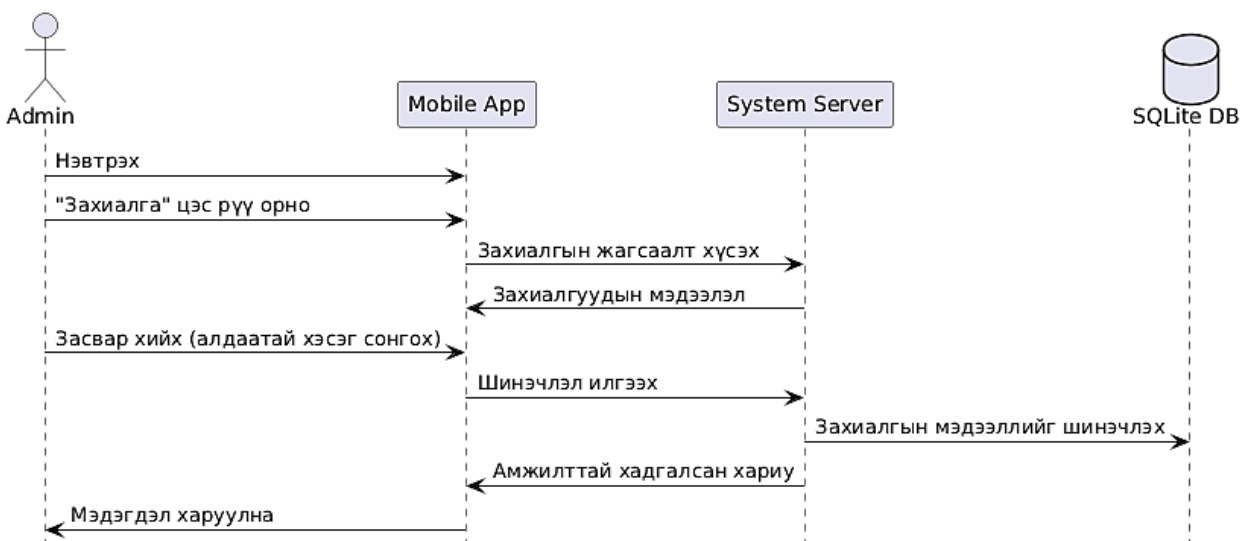 Admin
Mobile App
System Server
SQLite DB
Нэвтрэх
"Захиалга" цэс рүү орно
Захиалгын жагсаалт хүсэх
Захиалгуудын мэдээлэл
Засвар хийх (алдаатай хэсэг сонгох)
Шинэчлэл илгээх
Захиалгын мэдээллийг шинэчлэх
Амжилттай хадгалсан хариу
Мэдэгдэл харуулна